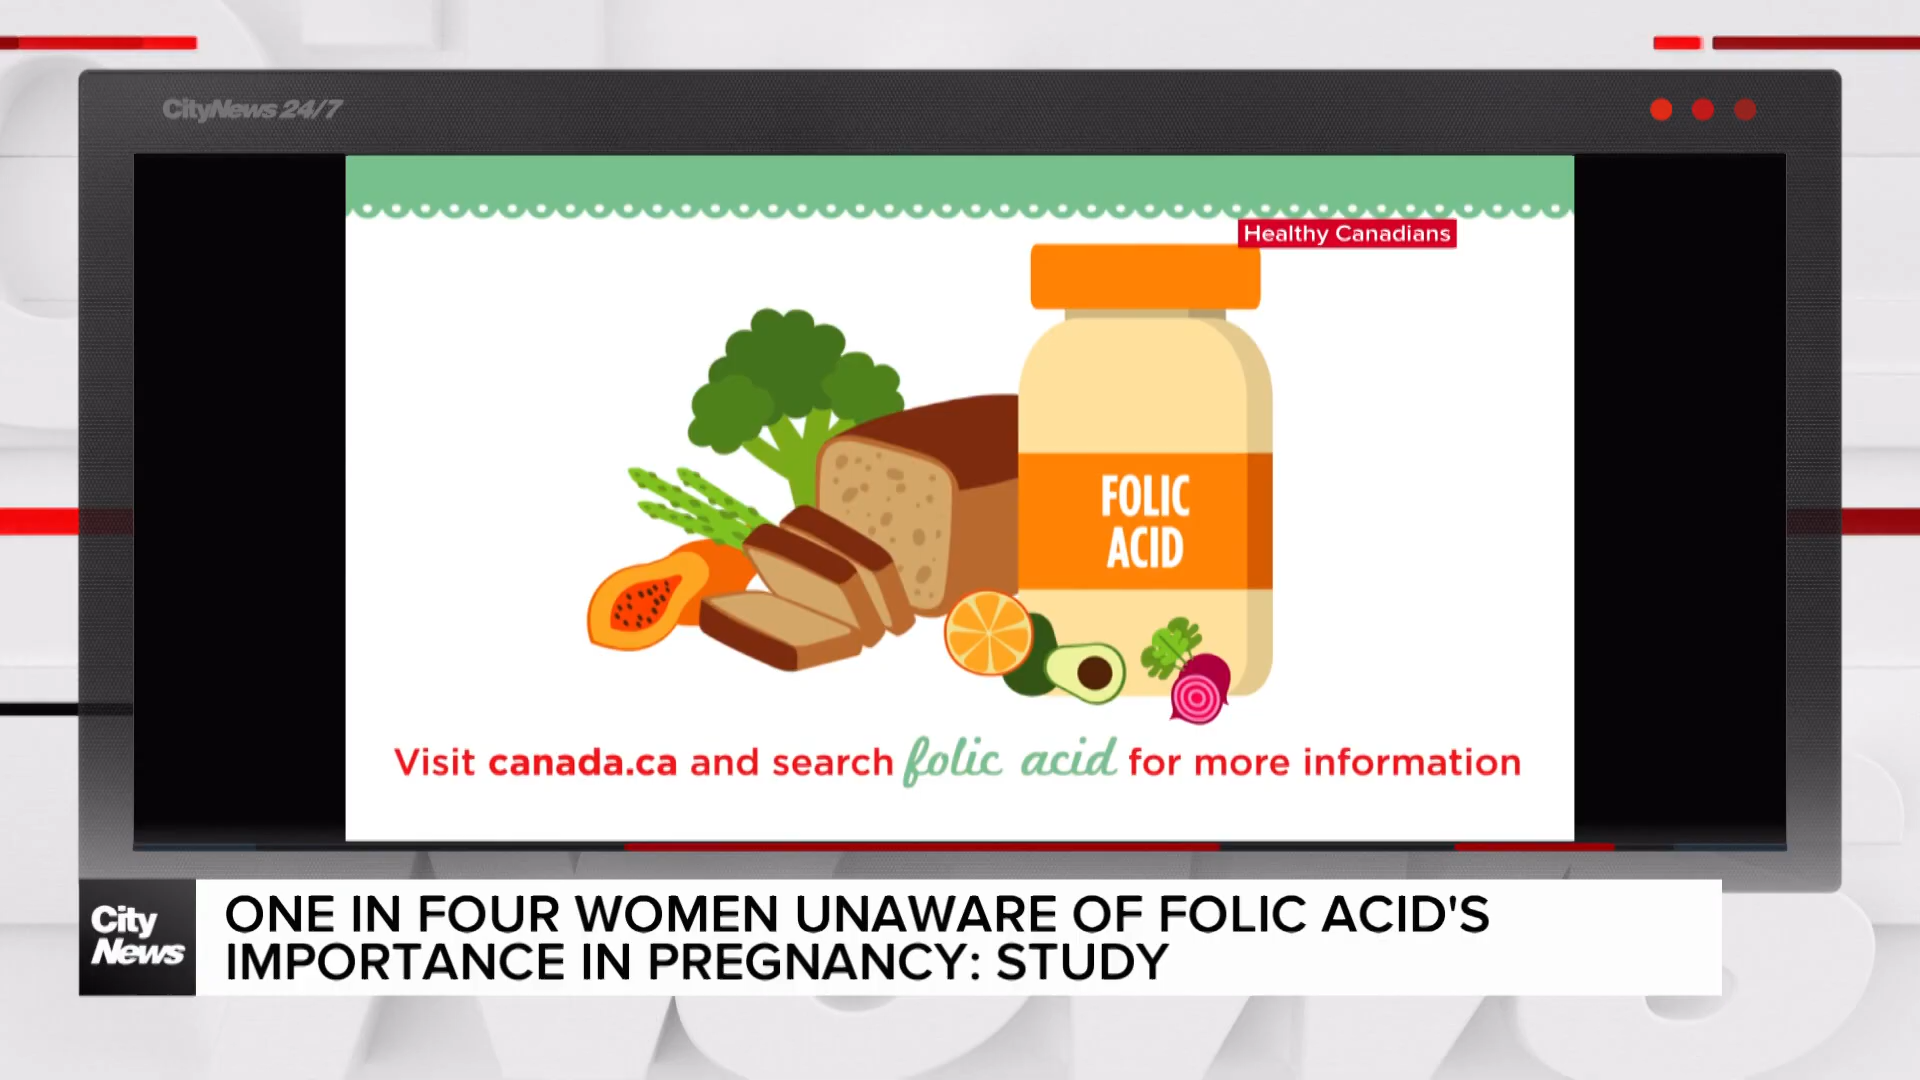 CityNews 24/7
Healthy Canadians
FOLIC
ACID
Visit canada.ca and search folic acid for more information
City
News
ONE IN FOUR WOMEN UNAWARE OF FOLIC ACID'S
IMPORTANCE IN PREGNANCY: STUDY